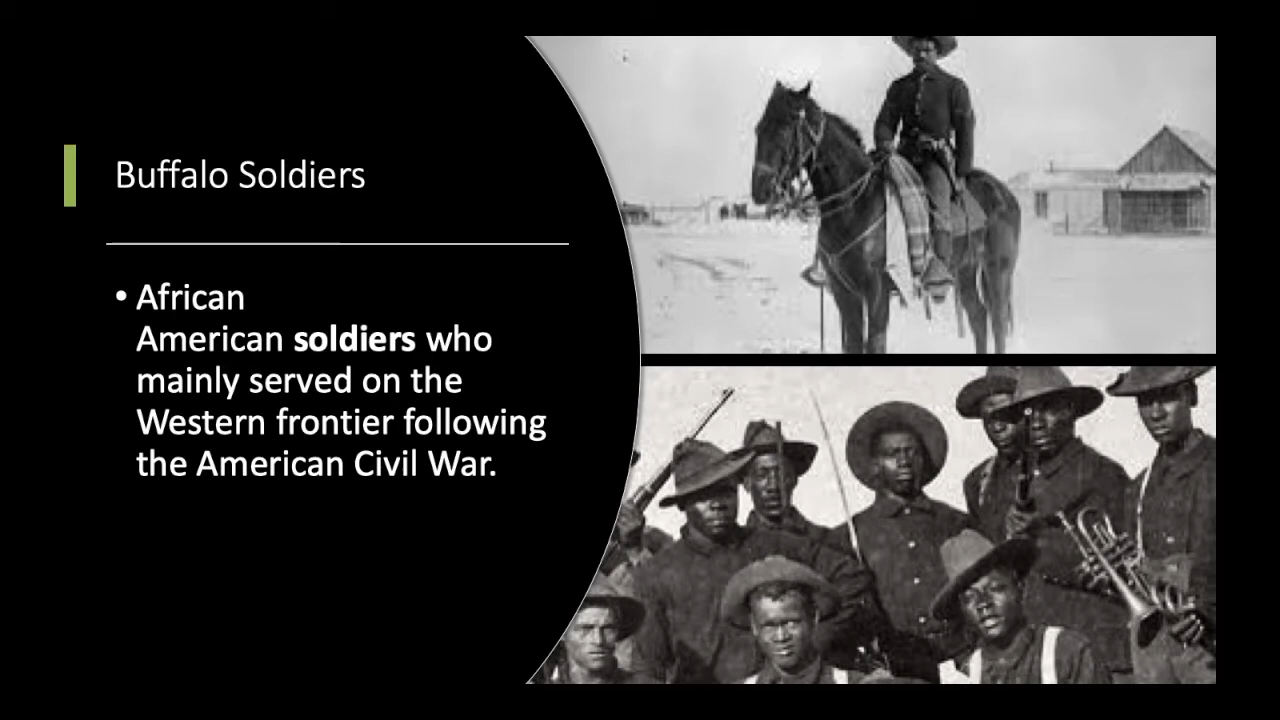 Buffalo Soldiers
• African
American soldiers who
mainly served on the
Western frontier following
the American Civil War.